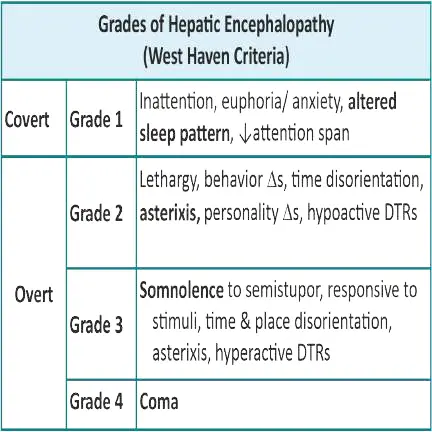 Grades of Hepatic Encephalopathy
(West Haven Criteria)
Covert Grade 1 Inattention, euphoria/ anxiety, altered
sleep pattern, ↓attention span
Overt
Grade 2 Lethargy, behavior Δs, time disorientation,
asterixis, personality Δs, hypoactive DTRs
Grade 3 Somnolence to semistupor, responsive to
stimuli, time & place disorientation,
asterixis, hyperactive DTRs
Grade 4 Coma